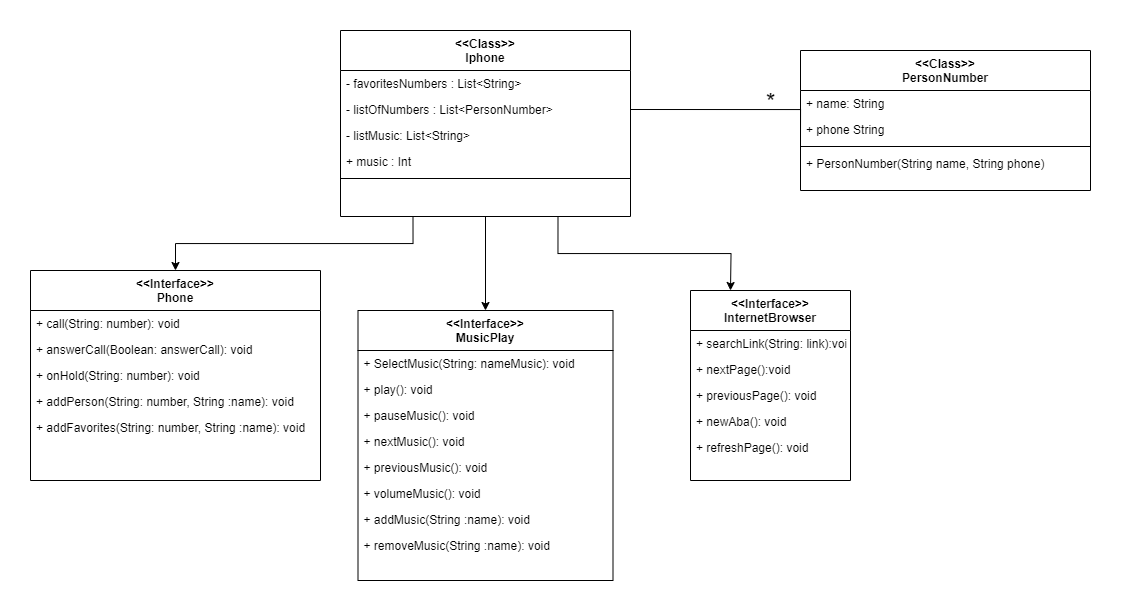 <<Class>>
Iphone
- favoritesNumbers : List<String>
- listOfNumbers : List<PersonNumber>
- listMusic: List<String>
+ music : Int
*
<<Class>>
PersonNumber
+ name: String
+ phone String
+ PersonNumber(String name, String phone)
<<Interface>>
Phone
+ call(String: number): void
+ answerCall(Boolean: answerCall): void
+ onHold(String: number): void
+ addPerson(String: number, String :name): void
+ addFavorites(String: number, String :name): void
<<Interface>>
MusicPlay
+ SelectMusic(String: nameMusic): void
+ play(): void
+ pauseMusic(): void
+ nextMusic(): void
+ previousMusic(): void
+ volumeMusic(): void
+ addMusic(String :name): void
+ removeMusic(String :name): void
<<Interface>>
InternetBrowser
+ searchLink(String: link):voi
+ nextPage():void
+ previousPage(): void
+ newAba(): void
+ refreshPage(): void